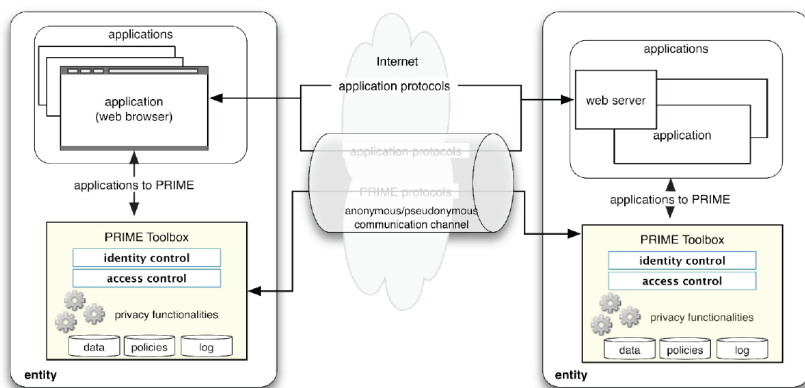 applications
application
(web browser)
applications to PRIME
PRIME Toolbox
identity control
access control
privacy functionalities
data
policies
log
entity
Internet
application protocols
application protocols
PRIME protocols
anonymous/pseudonymous
communication channel
applications
web server
application
applications to PRIME
PRIME Toolbox
identity control
access control
privacy functionalities
data
policies
log
entity